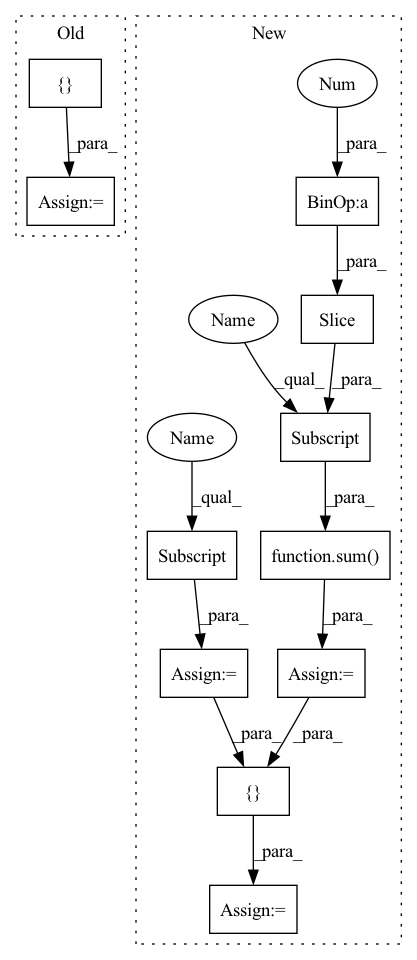 Old
New
{}
Num
_para_
Assign:=
BinOp:a
_para_
Name
Slice
_qual_
_para_
Name
Subscript
_qual_
_para_
Subscript
function.sum()
_para_
_para_
Assign:=
Assign:=
_para_
_para_
{}
_para_
Assign:=